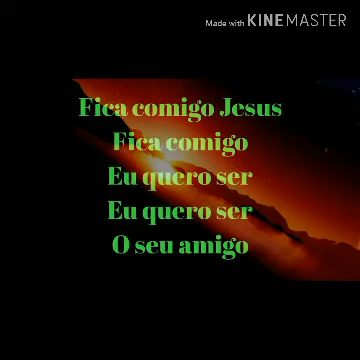 Made with KINEMASTER
Fica comigo Jesus
Fica comigo
Eu quero ser
Eu quero ser
O seu amigo